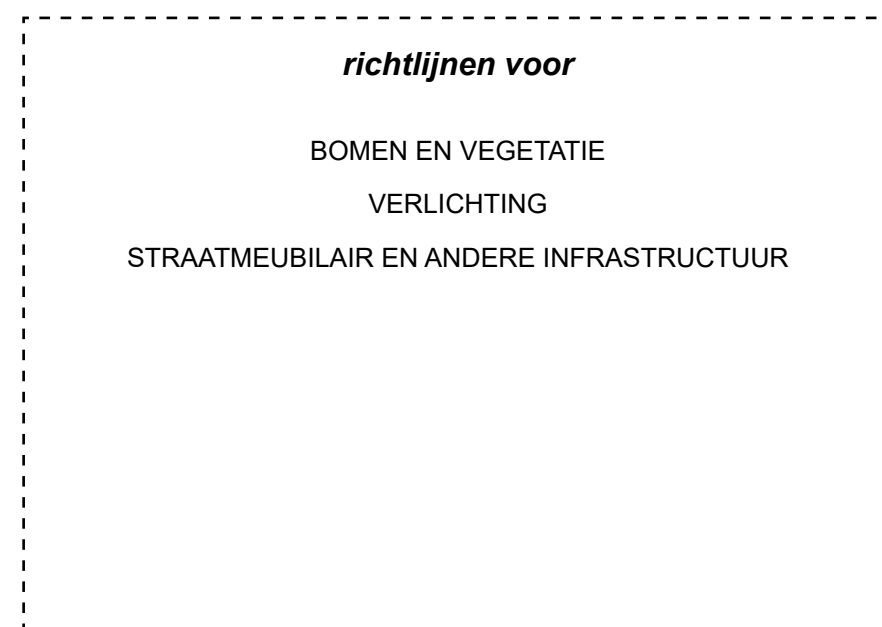 richtlijnen voor
BOMEN EN VEGETATIE
VERLICHTING
STRAATMEUBILAIR EN ANDERE INFRASTRUCTUUR